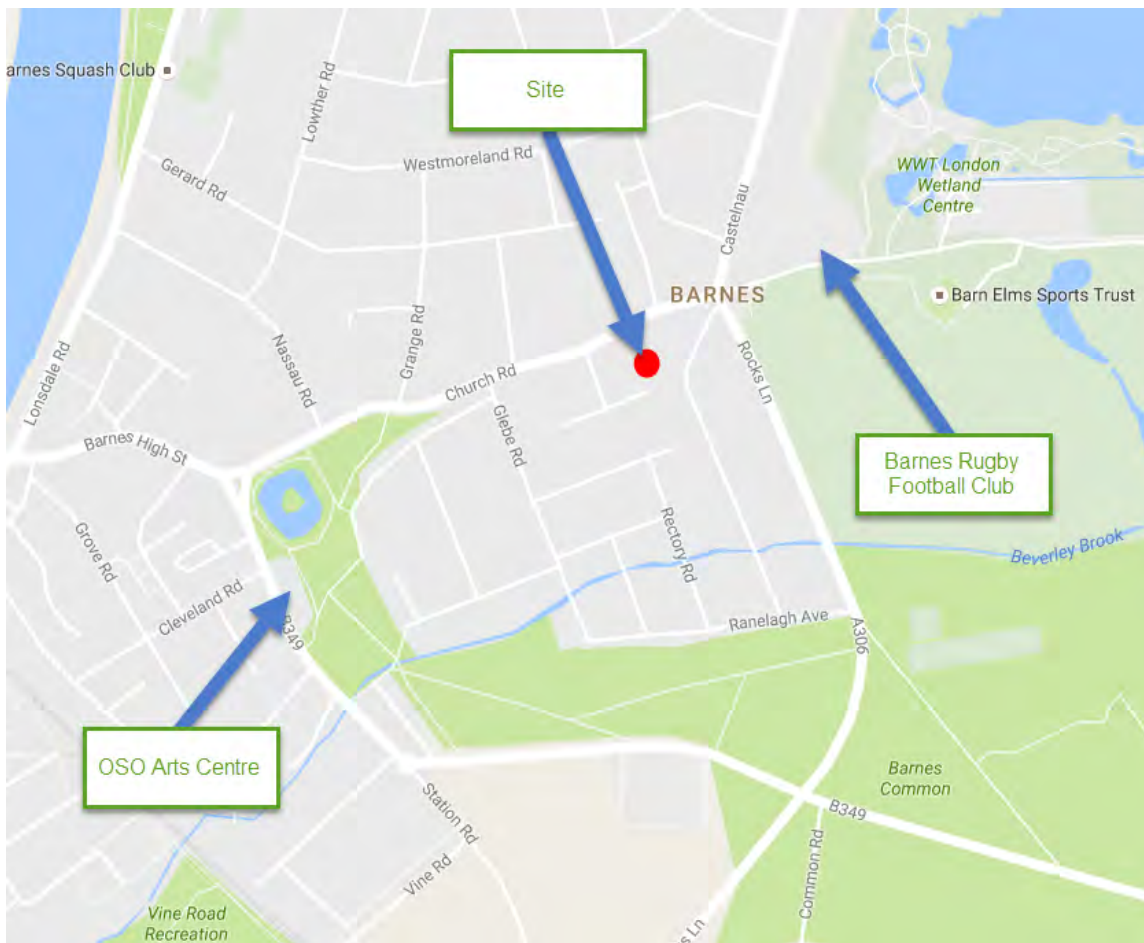 arnes Squash Club
Site
Lowther Rd
Westmoreland Rd
Gerard Rd
WWT London
Wetland
Centre
Castelnau
BARNES
Barn Elms Sports Trust
Lonsdale Rd
Nassau Rd
Grange Rd
Rocks Ln
Church Rd
Glebe Rd
Barnes High St
Barnes Rugby
Football Club
Grove Rd
Rectory Rd
Beverley Brook
Cleveland Rd
B349
Ranelagh Ave
A306
OSO Arts Centre
Barnes
Common
B349
Station Rd
Vine Rd
Common Rd
Vine Road
Recreation
s Ln